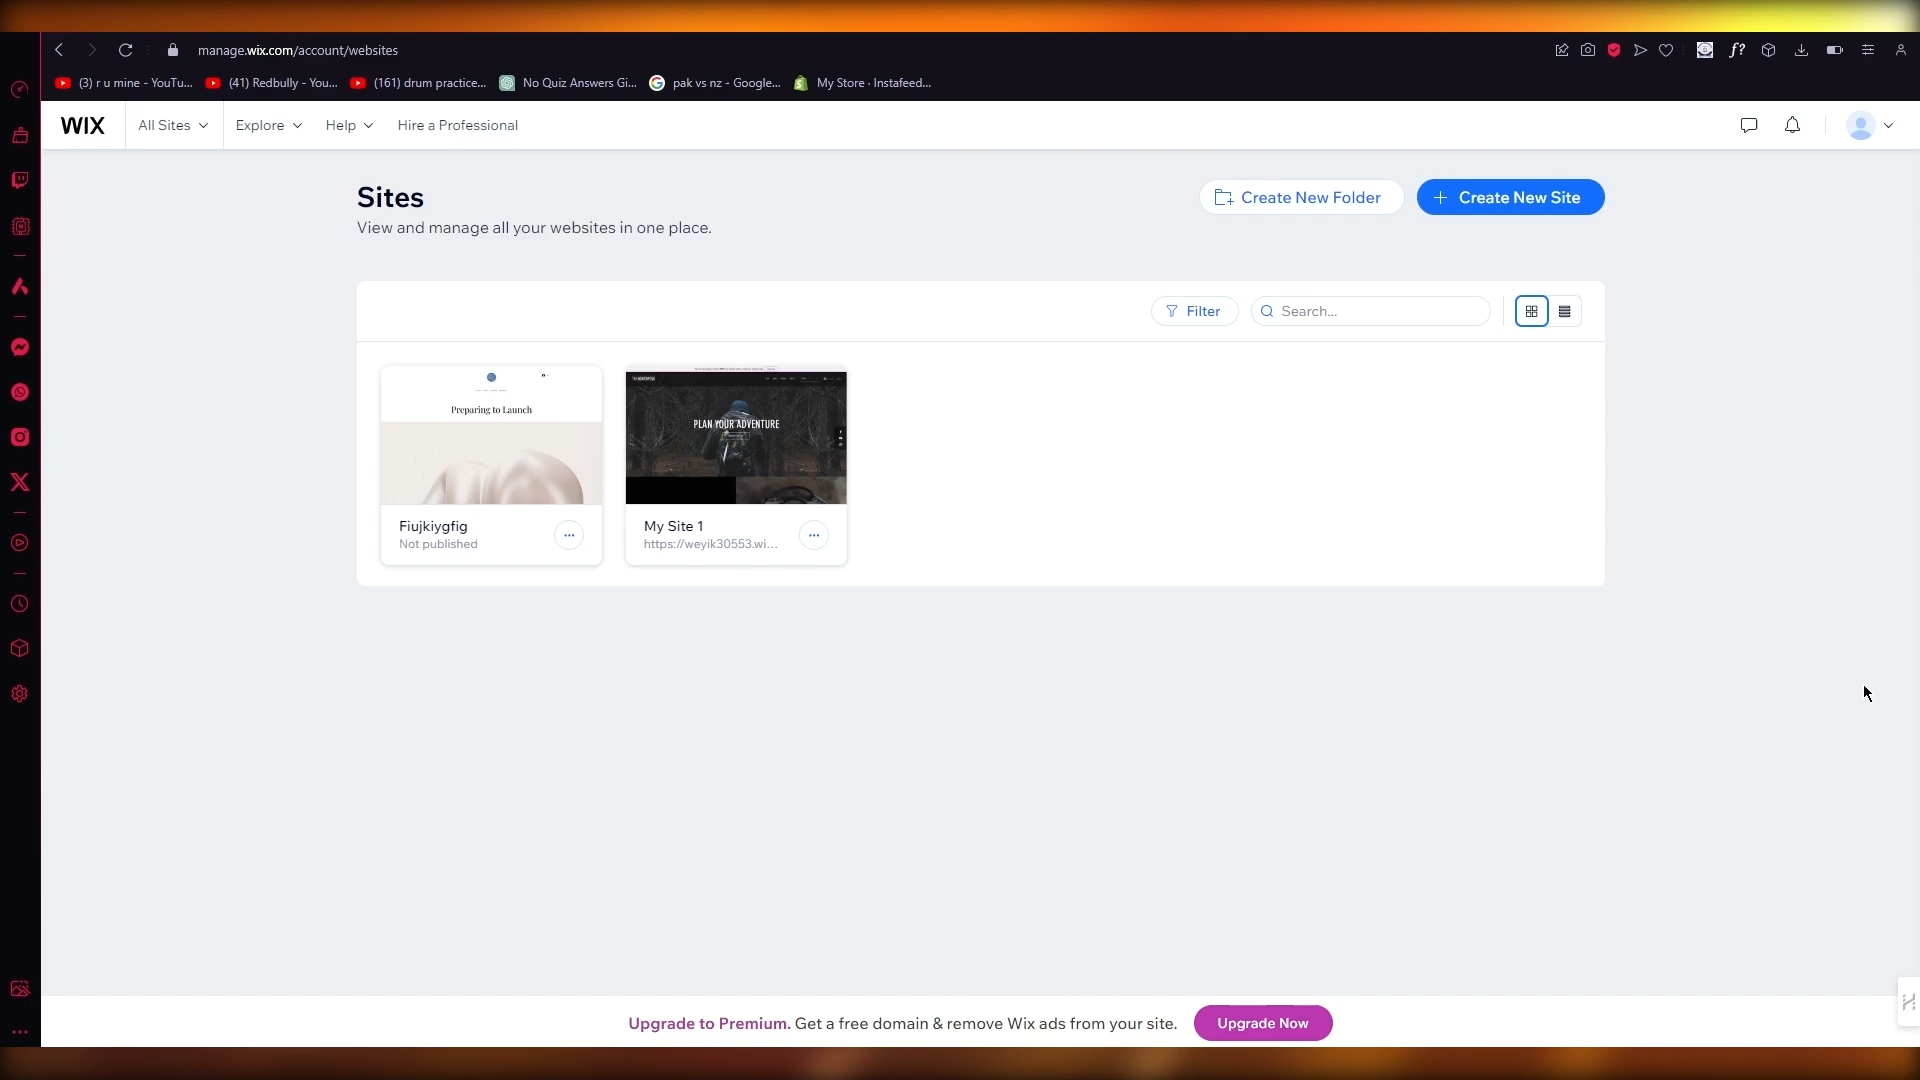 manage.wix.com/account/websites
f?
(3) r u mine - YouTu...
(41) Redbully - You...
(161) drum practice...
No Quiz Answers Gi...
pak vs nz - Google...
My Store · Instafeed...
WIX
All Sites
Explore
Help
Hire a Professional
Sites
View and manage all your websites in one place.
Create New Folder
Create New Site
Filter
Search...
Preparing to Launch
PLAN YOUR ADVENTURE
Fiujkiygfig
Not published
My Site 1
https://weyik30553.wi...
Upgrade to Premium. Get a free domain & remove Wix ads from your site.
Upgrade Now